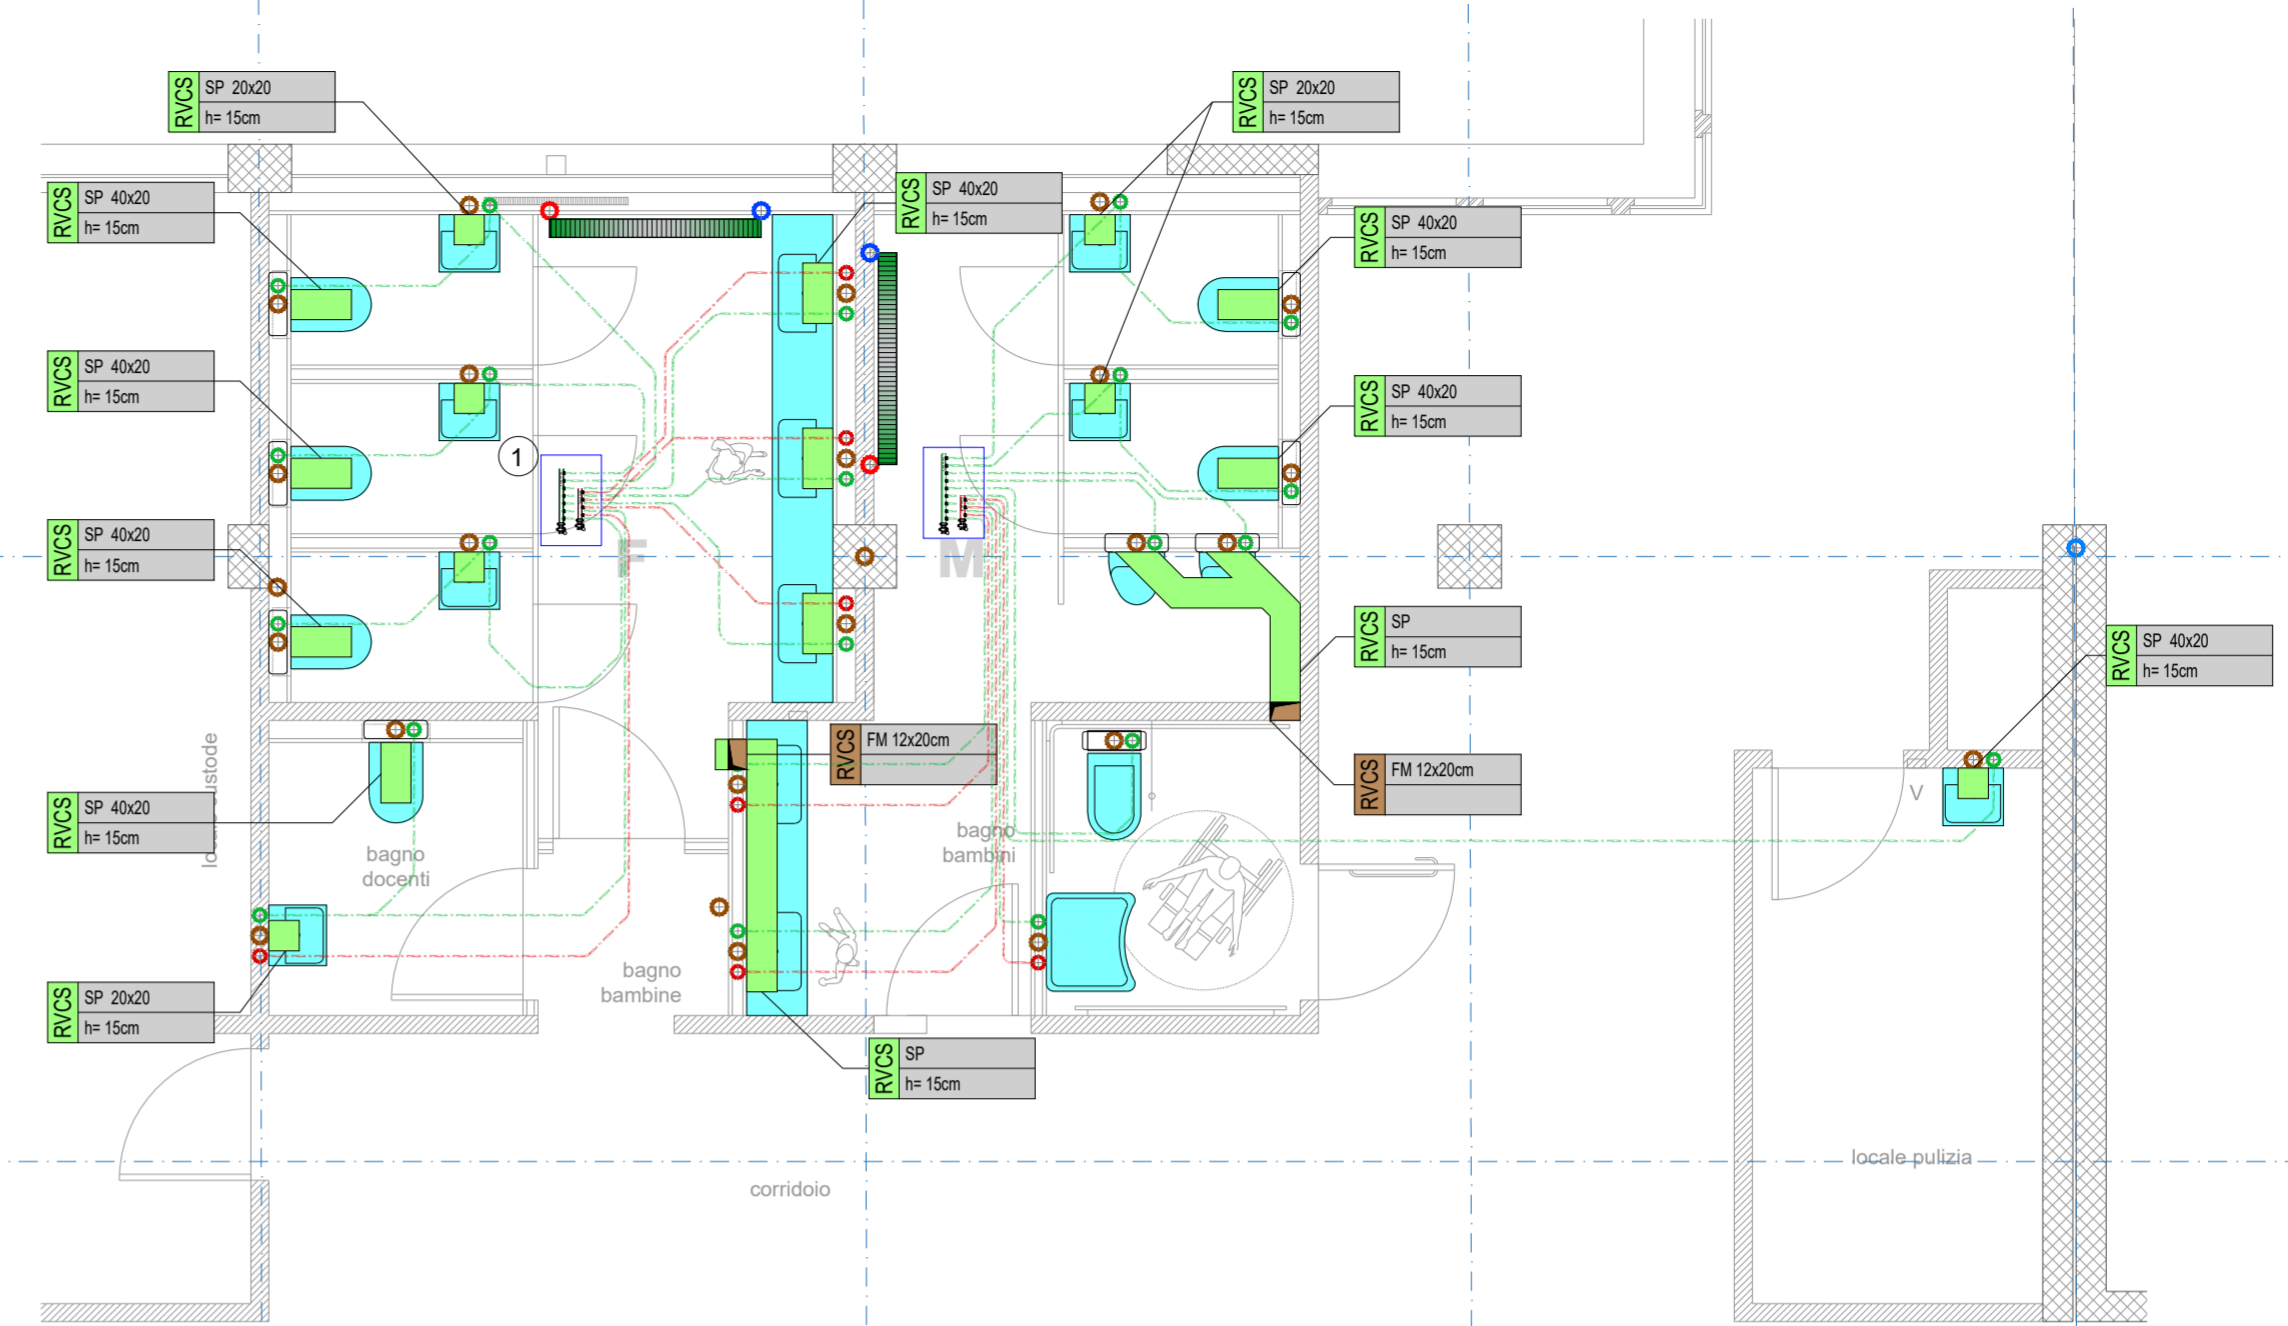 RVCS
SP 20x20
h= 15cm
RVCS
SP 20x20
h= 15cm
RVCS
SP 40x20
h= 15cm
RVCS
SP 40x20
h= 15cm
RVCS
SP 40x20
h= 15cm
RVCS
SP 40x20
h= 15cm
RVCS
SP 40x20
h= 15cm
1
RVCS
SP 40x20
h= 15cm
F
M
RVCS
SP
h= 15cm
RVCS
SP 40x20
h= 15cm
RVCS
FM 12x20cm
RVCS
FM 12x20cm
V
RVCS
SP 40x20
h= 15cm
bagno
docenti
bagno
bambini
bagno
bambine
RVCS
SP 20x20
h= 15cm
RVCS
SP
h= 15cm
locale pulizia
corridoio